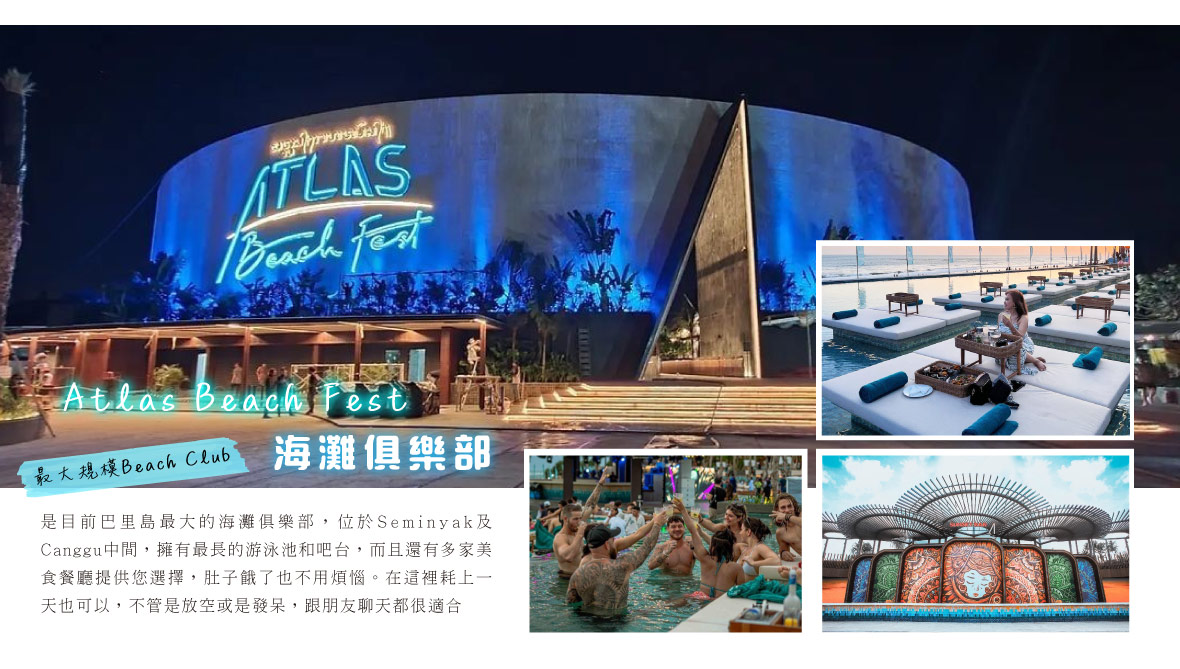 ATLAS
Beach Fest
Atlas Beach Fest
海灘俱樂部
最大規模Beach Club
是目前巴里島最大的海灘俱樂部，位於Seminyak及
Canggu中間，擁有最長的游泳池和吧台，而且還有多家美
食餐廳提供您選擇，肚子餓了也不用煩惱。在這裡耗上一
天也可以，不管是放空或是發呆，跟朋友聊天都很適合